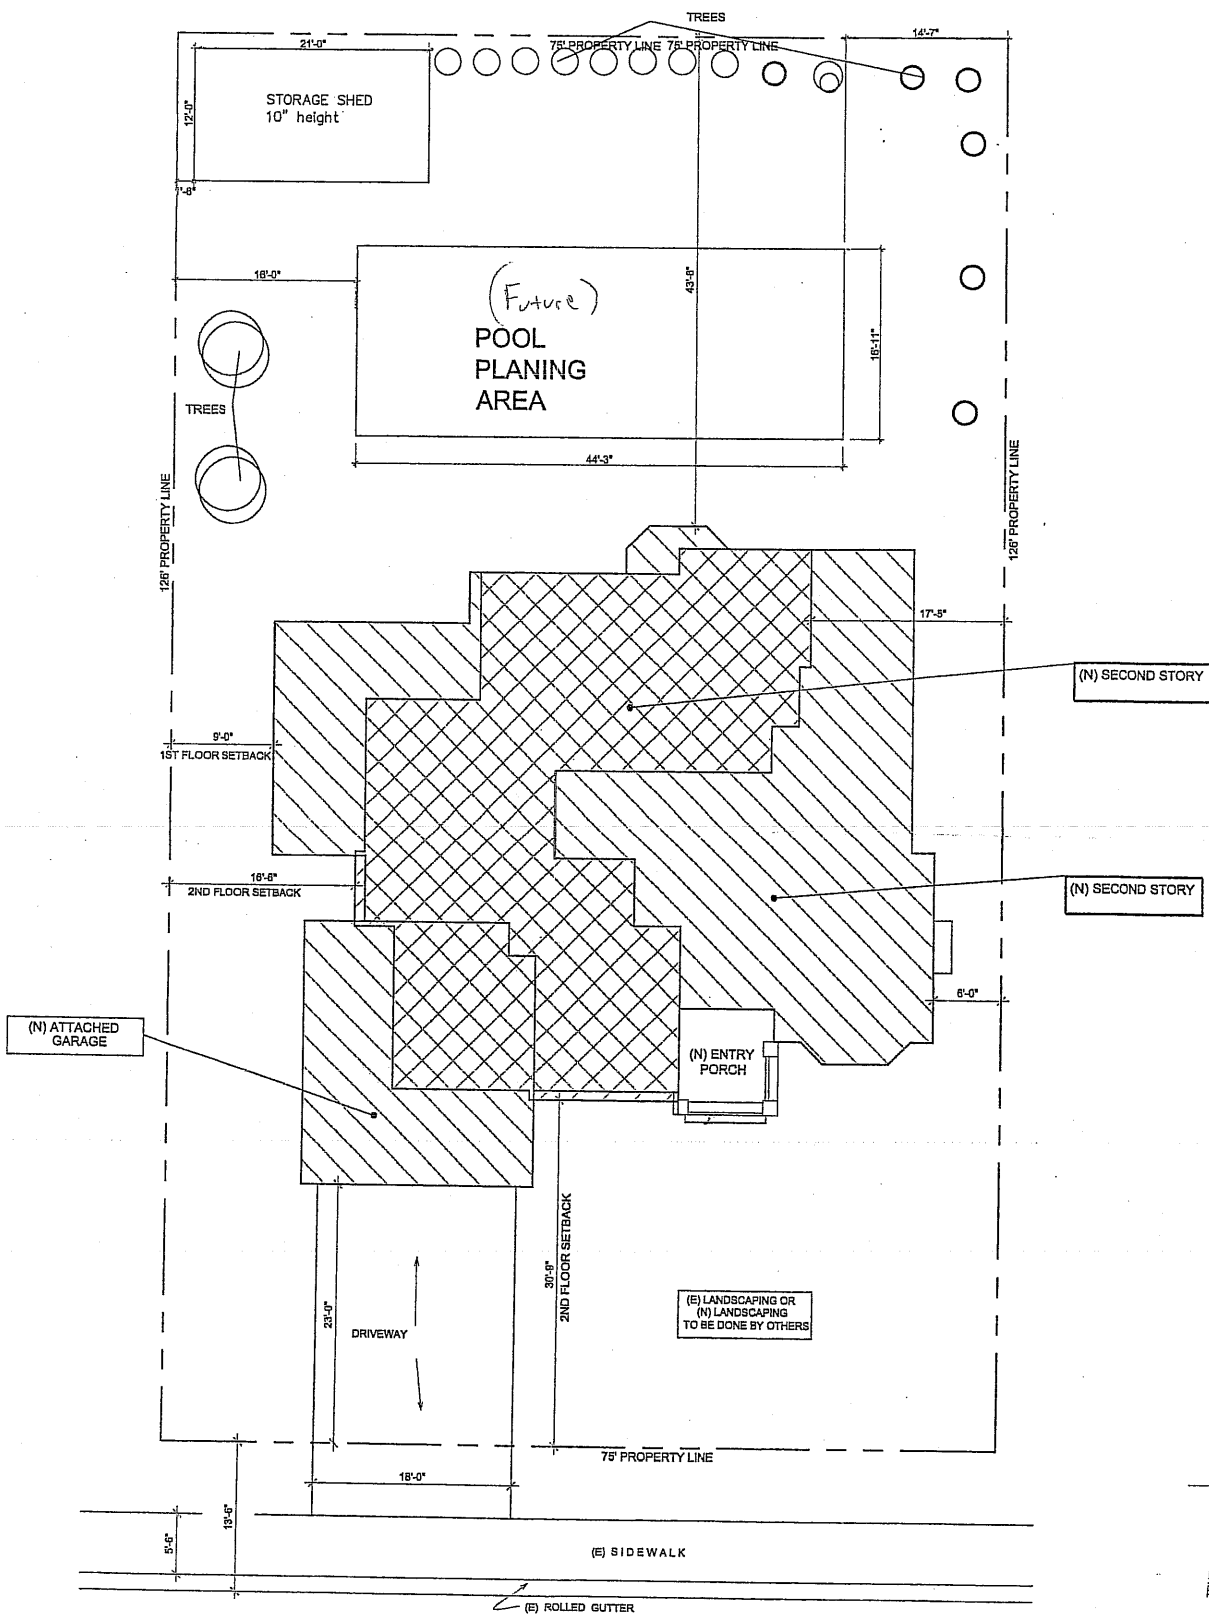 TREES
75' PROPERTY LINE 75' PROPERTY LINE
14'-7"
21'-0"
12'-0"
STORAGE SHED
10" height
1'-6"
16'-0"
43'-8"
(Future)
POOL
PLANING
AREA
16'-11"
TREES
44'-3"
126' PROPERTY LINE
126' PROPERTY LINE
17'-5"
(N) SECOND STORY
9'-0"
1ST FLOOR SETBACK
16'-6"
2ND FLOOR SETBACK
(N) SECOND STORY
6'-0"
(N) ATTACHED
GARAGE
(N) ENTRY
PORCH
23'-0"
DRIVEWAY
30'-9"
2ND FLOOR SETBACK
(E) LANDSCAPING OR
(N) LANDSCAPING
TO BE DONE BY OTHERS
75' PROPERTY LINE
18'-0"
13'-6"
5'-6"
(E) SIDEWALK
(E) ROLLED GUTTER